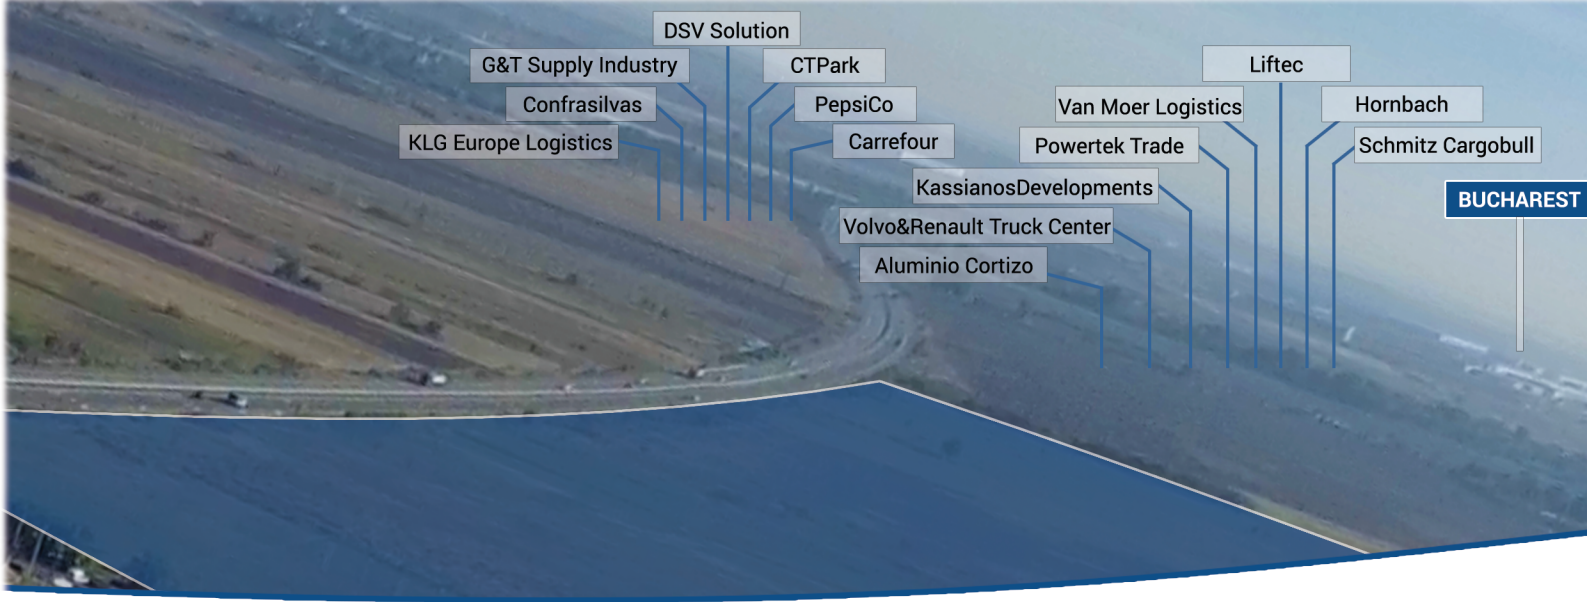 DSV Solution
G&T Supply Industry
CTPark
Confrasilvas
PepsiCo
KLG Europe Logistics
Carrefour
Liftec
Van Moer Logistics
Hornbach
Powertek Trade
Schmitz Cargobull
KassianosDevelopments
BUCHAREST
Volvo&Renault Truck Center
Aluminio Cortizo